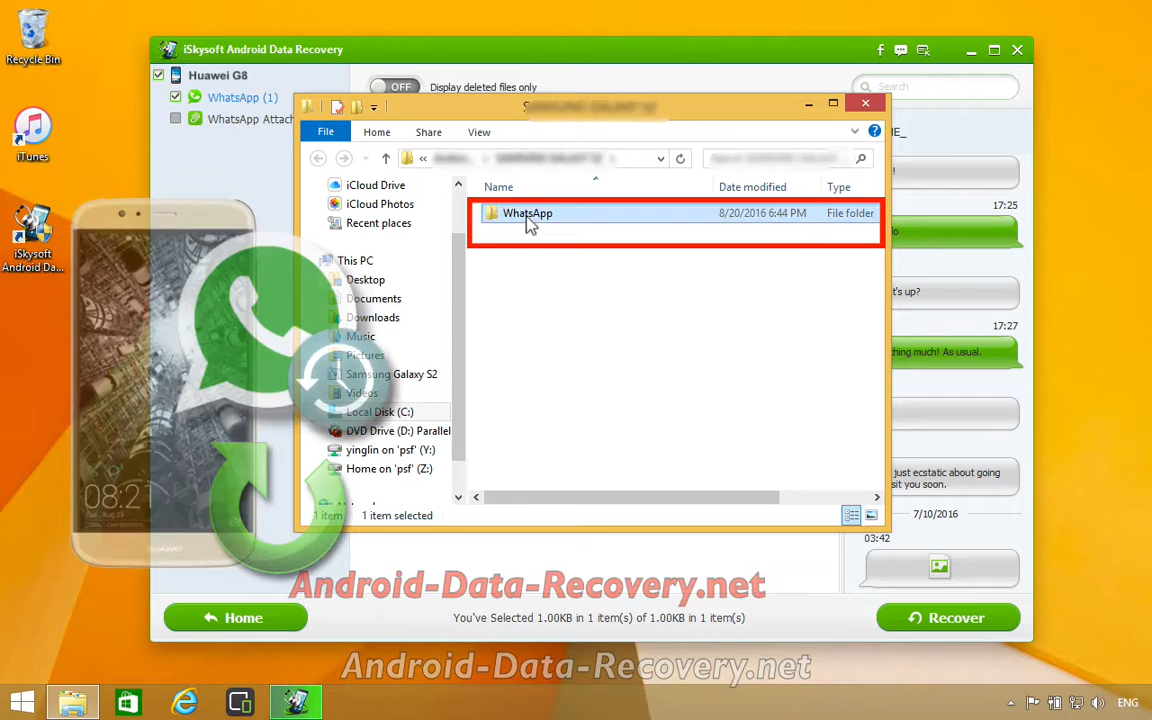 Recycle Bin
iTunes
iSkysoft
Android Da...
iSkysoft Android Data Recovery
Huawei G8
WhatsApp (1)
WhatsApp Attach
OFF
Display deleted files only
Search
File
Home
Share
View
iCloud Drive
iCloud Photos
Recent places
This PC
Desktop
Documents
Downloads
Music
Pictures
Samsung Galaxy S2
Videos
Local Disk (C:)
DVD Drive (D:) Parallel
yinglin on 'psf' (Y:)
Home on 'psf' (Z:)
Name
Date modified
Type
WhatsApp
8/20/2016 6:44 PM
File folder
1 item
1 item selected
17:25
t's up?
17:27
hing much! As usual.
just ecstatic about going
sit you soon.
7/10/2016
03:42
08:21
HUAWEI
Android-Data-Recovery.net
Home
You've Selected 1.00KB in 1 item(s) of 1.00KB in 1 item(s)
Recover
Android-Data-Recovery.net
ENG